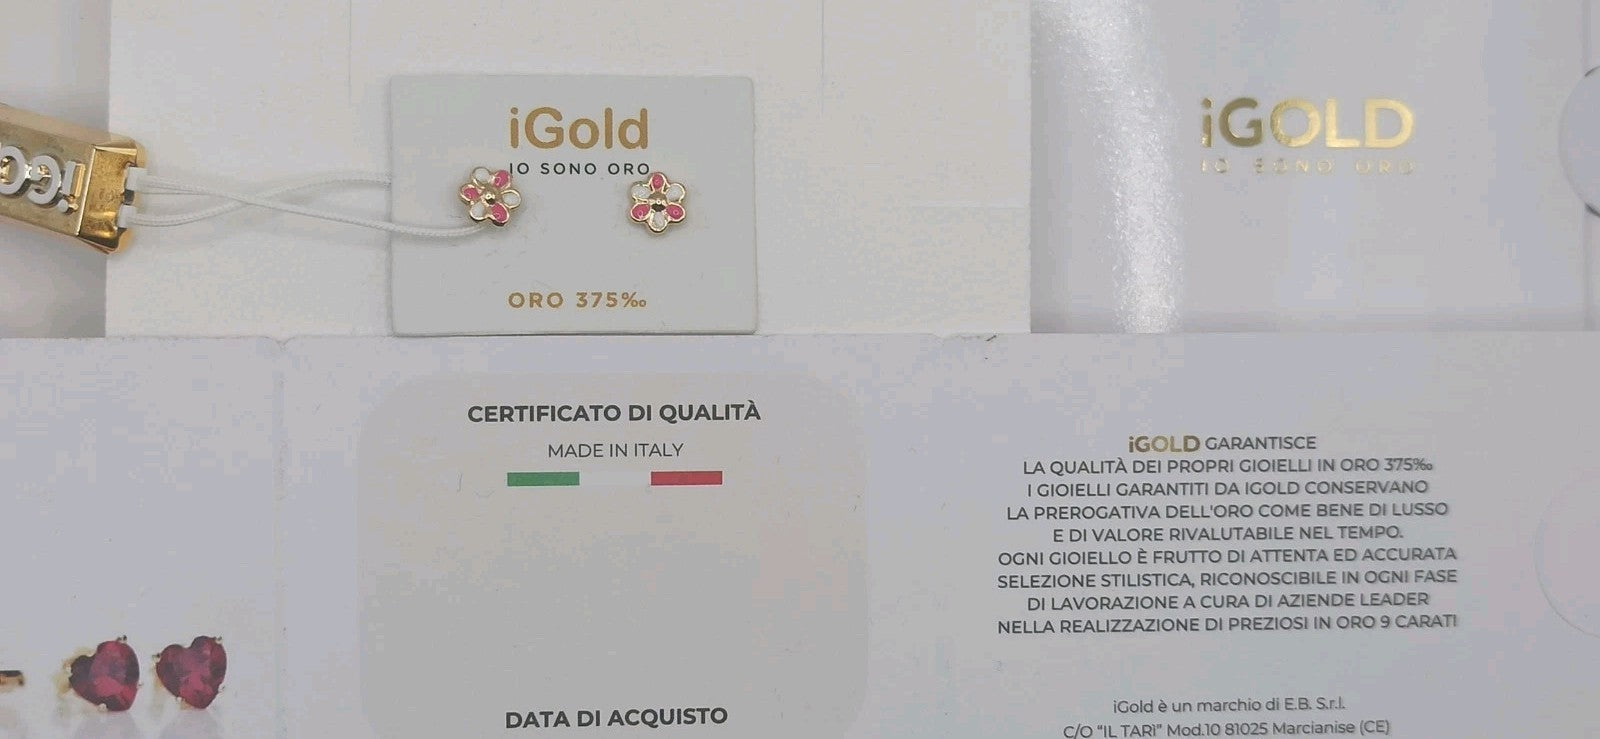 iGO
iGold
IO SONO ORO
ORO 375‰
iGOLD
IO SONO ORO
CERTIFICATO DI QUALITÀ
MADE IN ITALY
DATA DI ACQUISTO
iGOLD GARANTISCE
LA QUALITÀ DEI PROPRI GIOIELLI IN ORO 375‰
I GIOIELLI GARANTITI DA IGOLD CONSERVANO
LA PREROGATIVA DELL'ORO COME BENE DI LUSSO
E DI VALORE RIVALUTABILE NEL TEMPO.
OGNI GIOIELLO È FRUTTO DI ATTENTA ED ACCURATA
SELEZIONE STILISTICA, RICONOSCIBILE IN OGNI FASE
DI LAVORAZIONE A CURA DI AZIENDE LEADER
NELLA REALIZZAZIONE DI PREZIOSI IN ORO 9 CARATI
iGold è un marchio di E.B. S.r.l.
C/O "IL TARÌ" Mod.10 81025 Marcianise (CE)